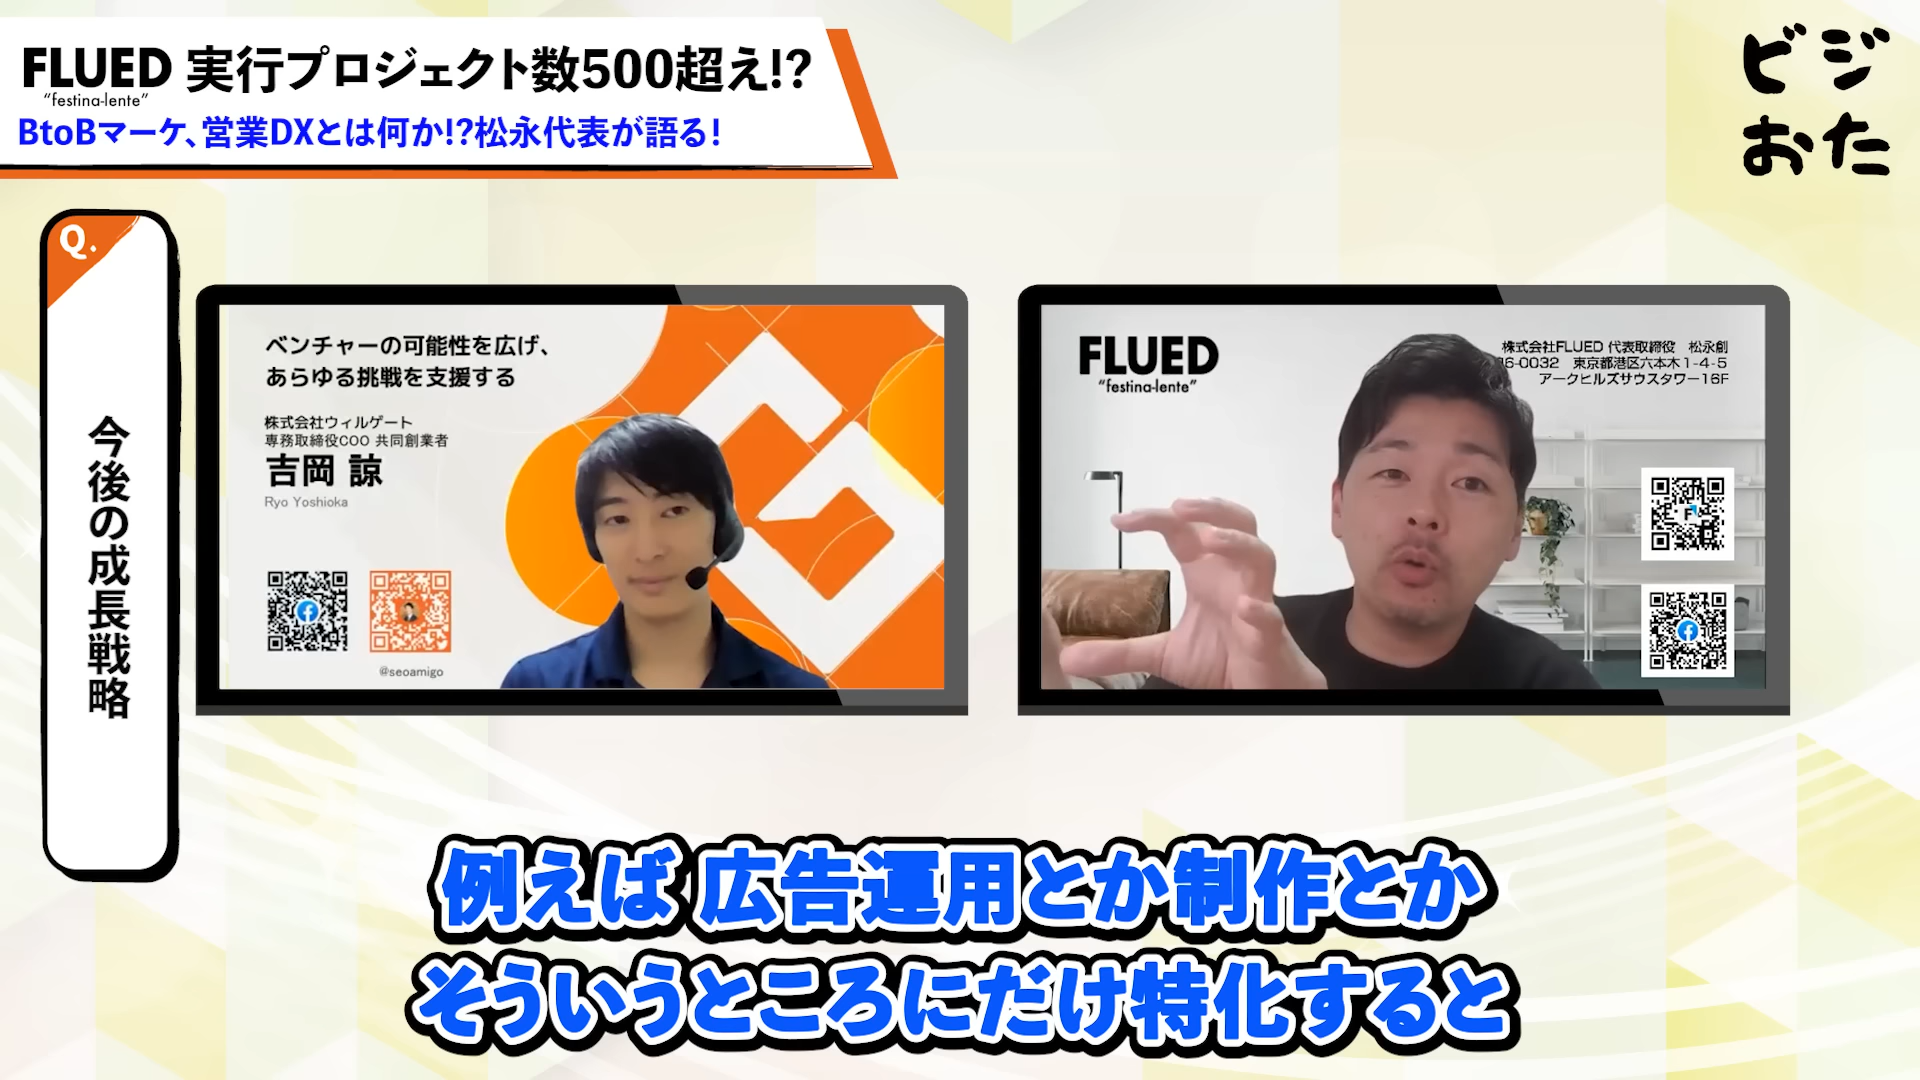 FLUED 実行プロジェクト数500超え!?
"festina-lente"
BtoBマーケ、営業DXとは何か!?松永代表が語る!
ビジ
おた
Q.
今後の成長戦略
ベンチャーの可能性を広げ、
あらゆる挑戦を支援する
株式会社ウィルゲート
専務取締役COO 共同創業者
吉岡 諒
Ryo Yoshioka
@seoamigo
FLUED
"festina-lente"
株式会社FLUED 代表取締役 松永創
6-0032 東京都港区六本木1-4-5
アークヒルズサウスタワー16F
例えば 広告運用とか制作とか
そういうところにだけ特化すると